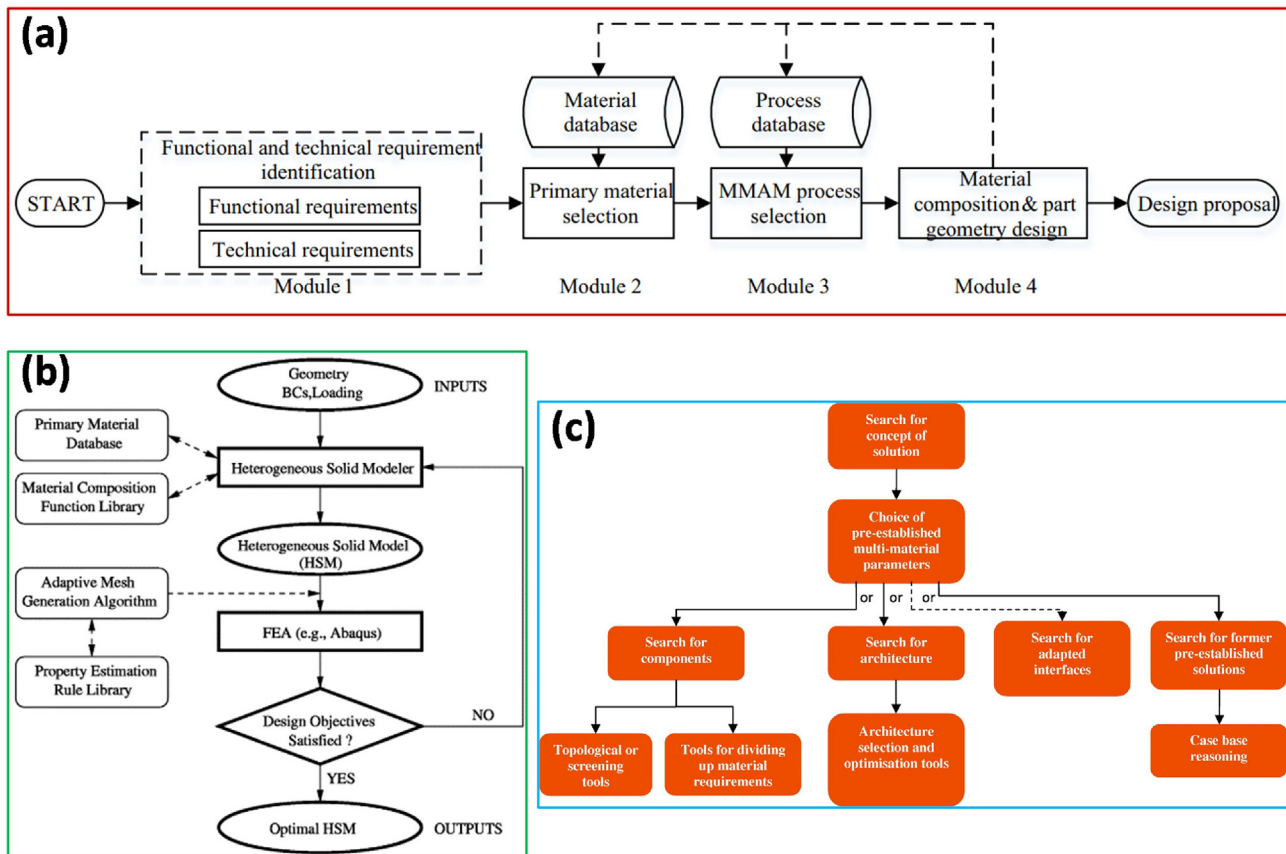 (a)
Material
database
Process
database
Functional and technical requirement
identification
Functional requirements
Technical requirements
START
Primary material
selection
MMAM process
selection
Material
composition & part
geometry design
Design proposal
Module 1
Module 2
Module 3
Module 4
(b)
Geometry
BCs,Loading
INPUTS
Primary Material
Database
Heterogeneous Solid Modeler
Material Composition
Function Library
Heterogeneous Solid Model
(HSM)
Adaptive Mesh
Generation Algorithm
FEA (e.g., Abaqus)
Property Estimation
Rule Library
Design Objectives
Satisfied ?
NO
YES
Optimal HSM
OUTPUTS
(c)
Search for
concept of
solution
Choice of
pre-established
multi-material
parameters
or
or
or
Search for
components
Search for
architecture
Search for
adapted
interfaces
Search for former
pre-established
solutions
Topological or
screening
tools
Tools for dividing
up material
requirements
Architecture
selection and
optimisation tools
Case base
reasoning